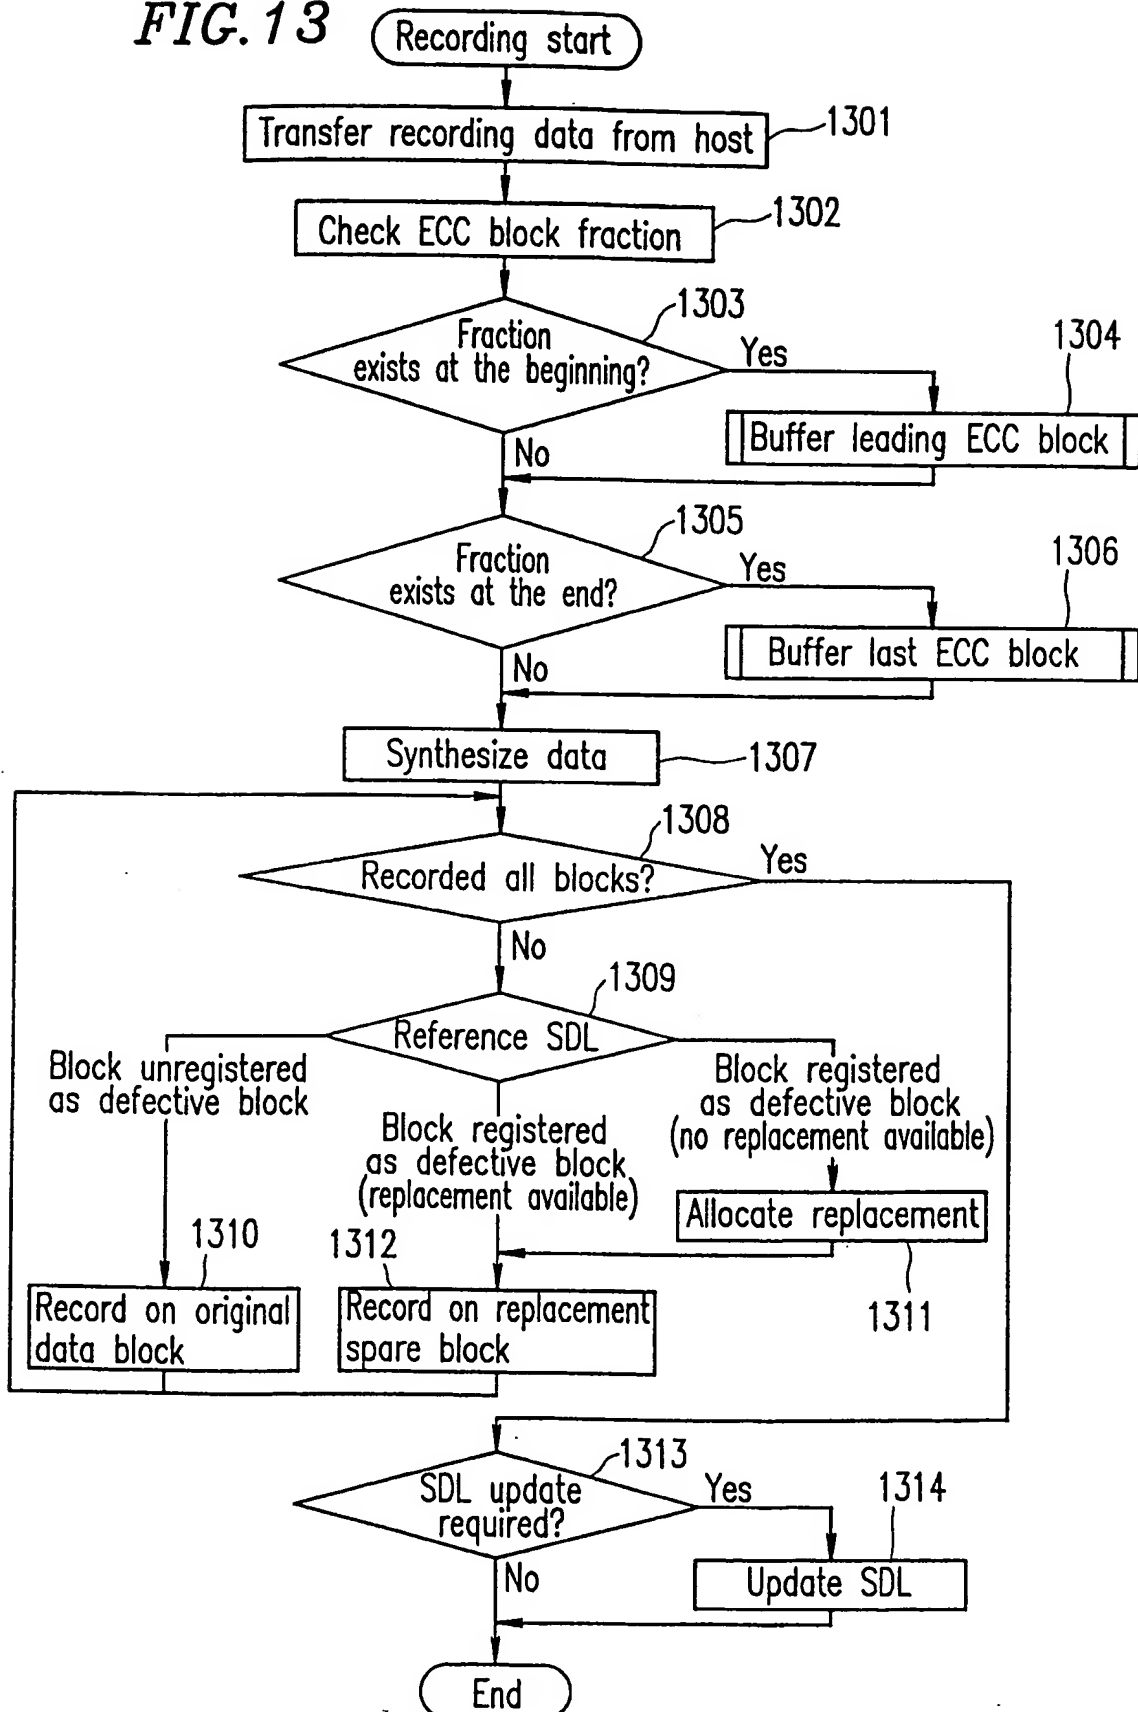 FIG.13
Recording start
Transfer recording data from host
1301
Check ECC block fraction
1302
1303
Fraction
exists at the beginning?
Yes
1304
Buffer leading ECC block
No
1305
Fraction
exists at the end?
Yes
1306
Buffer last ECC block
No
Synthesize data
1307
1308
Recorded all blocks?
Yes
No
1309
Reference SDL
Block unregistered
as defective block
Block registered
as defective block
(replacement available)
Block registered
as defective block
(no replacement available)
Allocate replacement
1311
1310
Record on original
data block
1312
Record on replacement
spare block
1313
SDL update
required?
Yes
1314
Update SDL
No
End